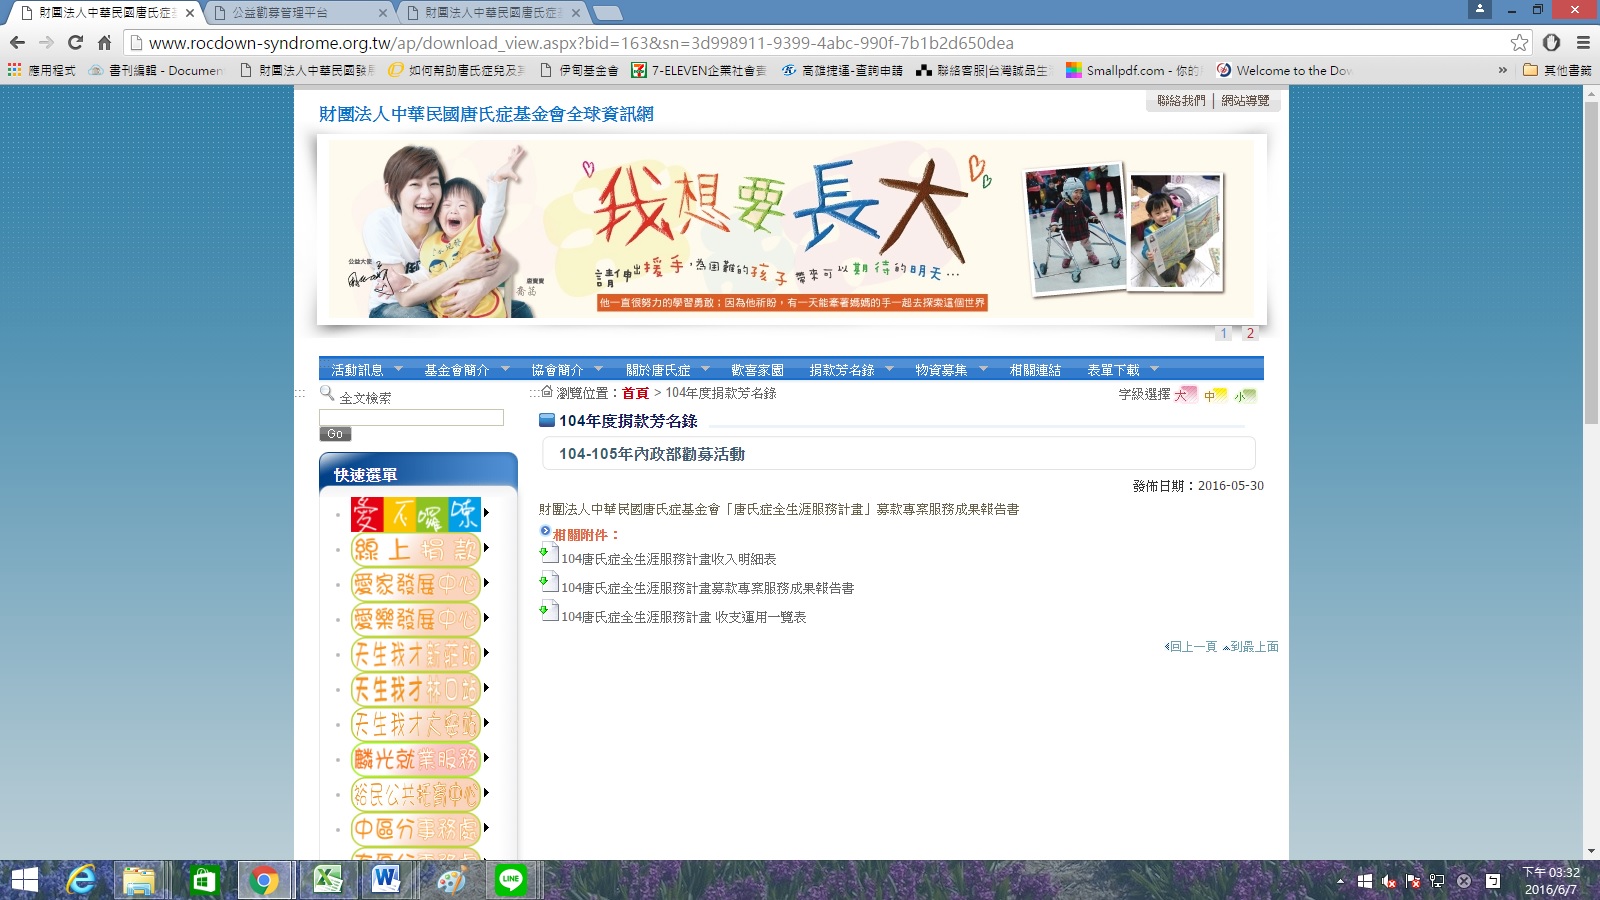 財團法人中華民國唐氏症基
公益勸募管理平台
財團法人中華民國唐氏症
www.rocdown-syndrome.org.tw/ap/download_view.aspx?bid=163&sn=3d998911-9399-4abc-990f-7b1b2d650dea
應用程式
書刊編輯 - Documen
財團法人中華民國發
如何幫助唐氏症兒及
伊甸基金會
7-ELEVEN企業社會責
高雄捷運-查詢申請
聯絡客服|台灣誠品生
Smallpdf.com - 你的
Welcome to the Dow
»
其他書籤
聯絡我們 | 網站導覽
財團法人中華民國唐氏症基金會全球資訊網
我想要長大
公益大使
唐寶寶
喬茵
請伸出援手,為困難的孩子帶來可以期待的明天...
他一直很努力的學習勇敢;因為他祈盼,有一天能牽著媽媽的手一起去探索這個世界
1 2
活動訊息 基金會簡介 協會簡介 關於唐氏症 歡喜家園 捐款芳名錄 物資募集 相關連結 表單下載
全文檢索
Go
:::
瀏覽位置:首頁 > 104年度捐款芳名錄
字級選擇 大 中 小
104年度捐款芳名錄
104-105年內政部勸募活動
發佈日期:2016-05-30
財團法人中華民國唐氏症基金會「唐氏症全生涯服務計畫」募款專案服務成果報告書
相關附件:
104唐氏症全生涯服務計畫收入明細表
104唐氏症全生涯服務計畫募款專案服務成果報告書
104唐氏症全生涯服務計畫 收支運用一覽表
回上一頁 到最上面
快速選單
愛不囉嗦
線上捐款
愛家發展中心
愛樂發展中心
天生我才新莊站
天生我才林口站
天生我才大安站
麟光就業服務
裕民公共托育中心
中區分事務處
LINE
下午 03:32
2016/6/7